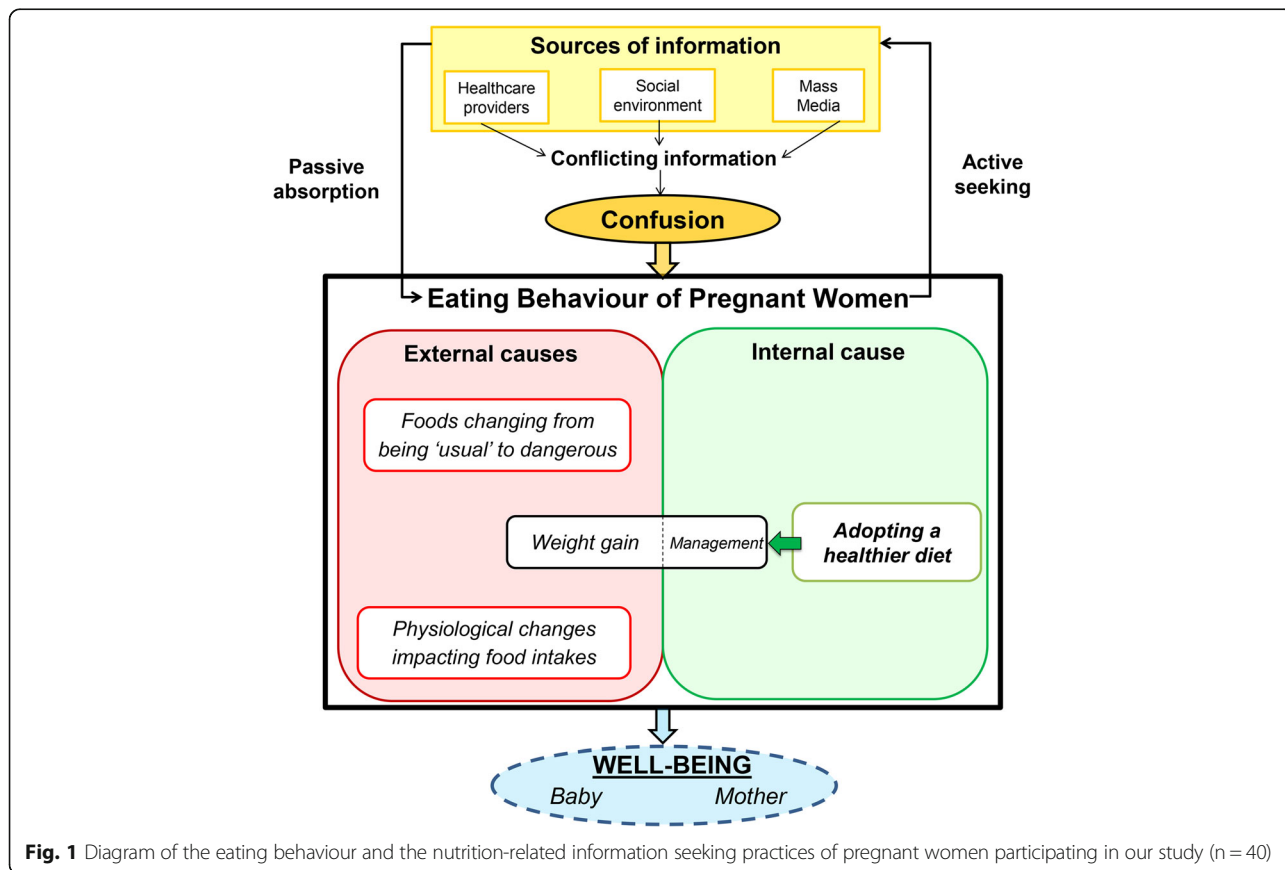 Sources of information
Healthcare
providers
Social
environment
Mass
Media
Conflicting information
Passive
absorption
Active
seeking
Confusion
Eating Behaviour of Pregnant Women
External causes
Internal cause
Foods changing from
being ‘usual’ to dangerous
Weight gain
Management
Adopting a
healthier diet
Physiological changes
impacting food intakes
WELL-BEING
Baby Mother
Fig. 1 Diagram of the eating behaviour and the nutrition-related information seeking practices of pregnant women participating in our study (n = 40)